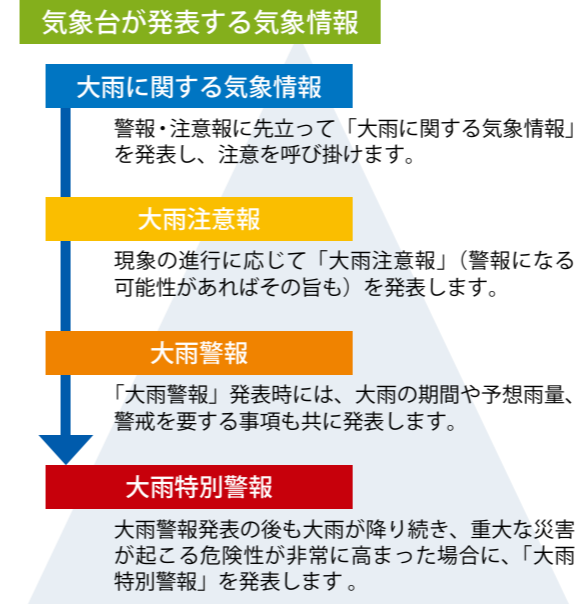 気象台が発表する気象情報
大雨に関する気象情報
警報・注意報に先立って「大雨に関する気象情報」
を発表し、注意を呼び掛けます。
大雨注意報
現象の進行に応じて「大雨注意報」（警報になる
可能性があればその旨も）を発表します。
大雨警報
「大雨警報」発表時には、大雨の期間や予想雨量、
警戒を要する事項も共に発表します。
大雨特別警報
大雨警報発表の後も大雨が降り続き、重大な災害
が起こる危険性が非常に高まった場合に、「大雨
特別警報」を発表します 。